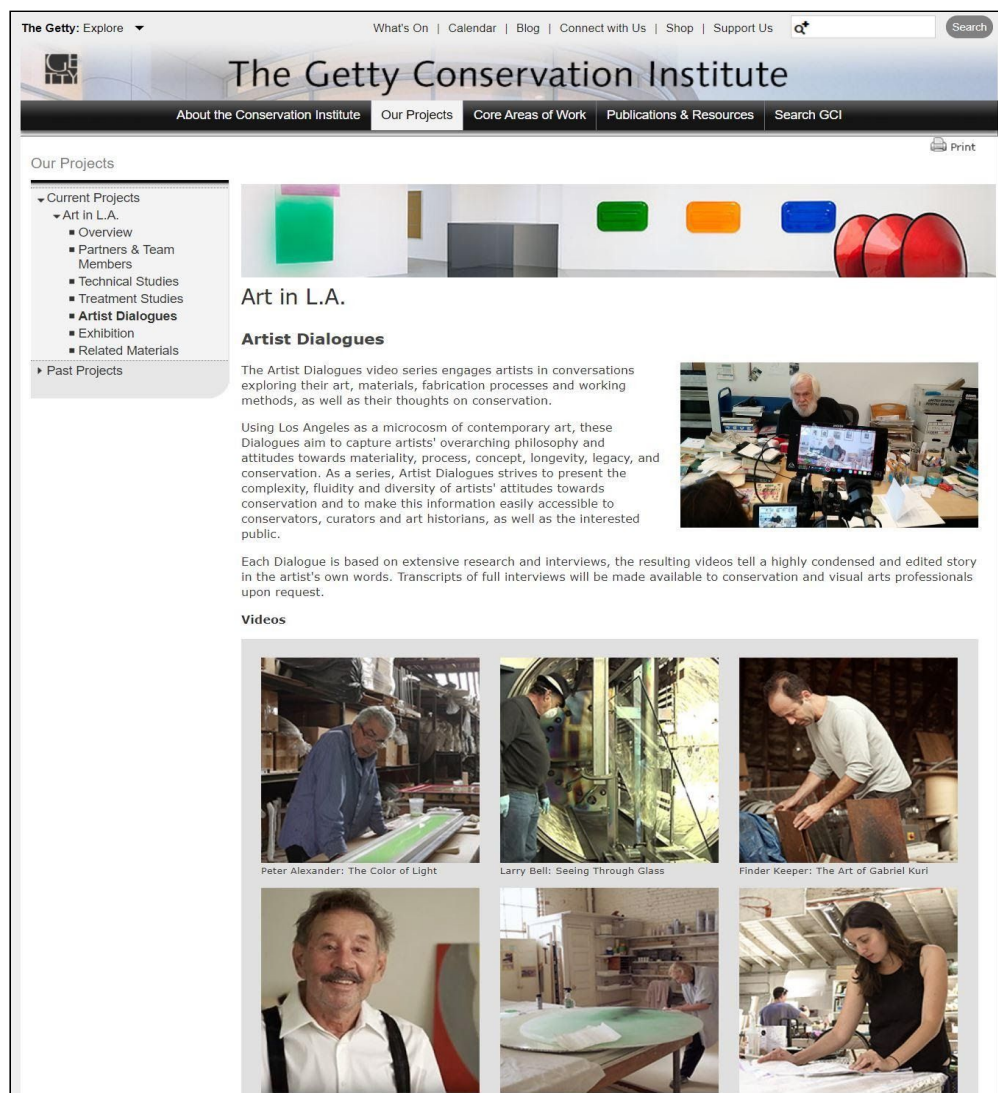 The Getty: Explore
What's On | Calendar | Blog | Connect with Us | Shop | Support Us
Search
GE
TTY
The Getty Conservation Institute
About the Conservation Institute
Our Projects
Core Areas of Work
Publications & Resources
Search GCI
Print
Our Projects
Current Projects
Art in L.A.
Overview
Partners & Team
Members
Technical Studies
Treatment Studies
Artist Dialogues
Exhibition
Related Materials
Past Projects
Art in L.A.
Artist Dialogues
The Artist Dialogues video series engages artists in conversations
exploring their art, materials, fabrication processes and working
methods, as well as their thoughts on conservation.
Using Los Angeles as a microcosm of contemporary art, these
Dialogues aim to capture artists' overarching philosophy and
attitudes towards materiality, process, concept, longevity, legacy, and
conservation. As a series, Artist Dialogues strives to present the
complexity, fluidity and diversity of artists' attitudes towards
conservation and to make this information easily accessible to
conservators, curators and art historians, as well as the interested
public.
Each Dialogue is based on extensive research and interviews, the resulting videos tell a highly condensed and edited story
in the artist's own words. Transcripts of full interviews will be made available to conservation and visual arts professionals
upon request.
Videos
Peter Alexander: The Color of Light
Larry Bell: Seeing Through Glass
Finder Keeper: The Art of Gabriel Kuri